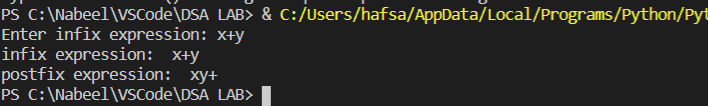 PS C:\Nabeel\VSCode\DSA LAB> & C:/Users/hafsa/AppData/Local/Programs/Python/Pyt
Enter infix expression: x+y
infix expression:  x+y
postfix expression:  xy+
PS C:\Nabeel\VSCode\DSA LAB>